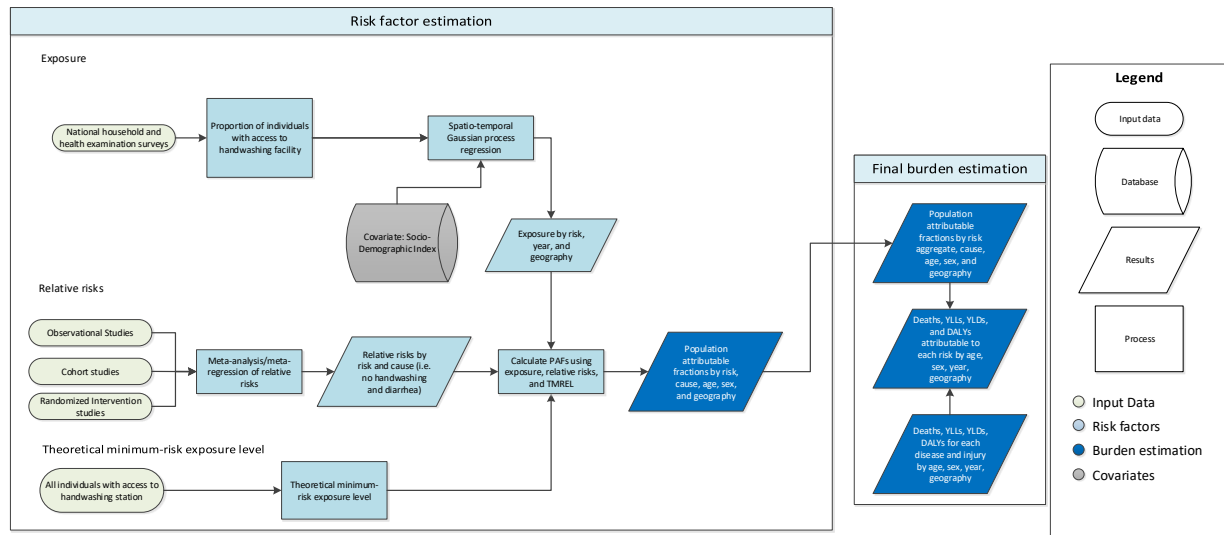 Risk factor estimation
Exposure
National household and
health examination surveys
Proportion of individuals
with access to
handwashing facility
Spatio-temporal
Gaussian process
regression
Covariate: Socio-
Demographic Index
Exposure by risk,
year, and
geography
Relative risks
Observational Studies
Cohort studies
Randomized Intervention
studies
Meta-analysis/meta-
regression of relative
risks
Relative risks by
risk and cause (i.e.
no handwashing
and diarrhea)
Calculate PAFs using
exposure, relative risks,
and TMREL
Population
attributable
fractions by risk,
cause, age, sex,
and geography
Theoretical minimum-risk exposure level
All individuals with access to
handwashing station
Theoretical minimum-
risk exposure level
Final burden estimation
Population
attributable
fractions by risk
aggregate, cause,
age, sex, and
geography
Deaths, YLLs, YLDs,
and DALYs
attributable to
each risk by age,
sex, year,
geography
Deaths, YLLs, YLDs,
DALYs for each
disease and injury
by age, sex, year,
geography
Legend
Input data
Database
Results
Process
Input Data
Risk factors
Burden estimation
Covariates